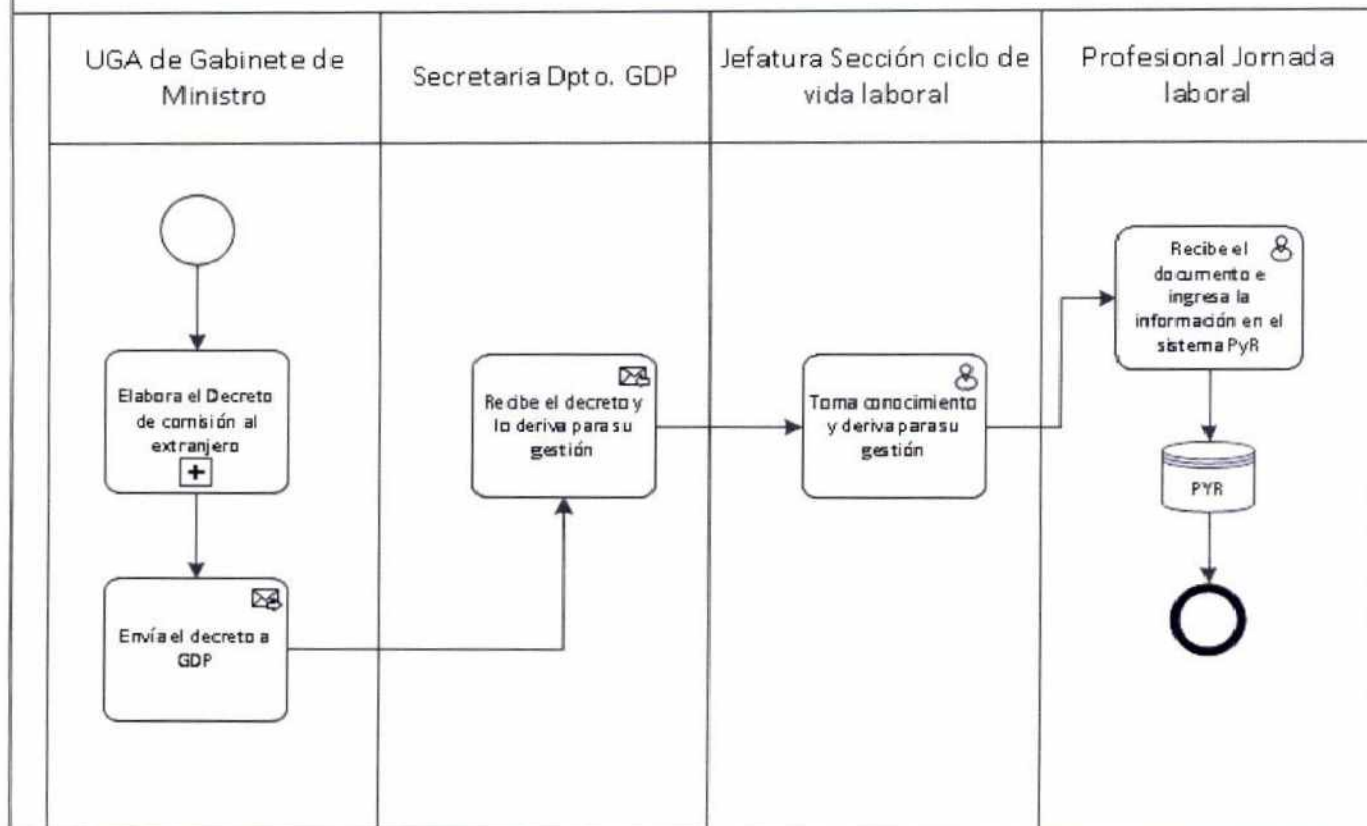 UGA de Gabinete de
Ministro
Secretaria Dpto. GDP
Jefatura Sección ciclo de
vida laboral
Profesional Jornada
laboral
Elabora el Decreto
de comisión al
extranjero
Envía el decreto a
GDP
Recibe el decreto y
lo deriva para su
gestión
Toma conocimiento
y deriva para su
gestión
Recibe el
documento e
ingresa la
información en el
sistema PyR
PYR